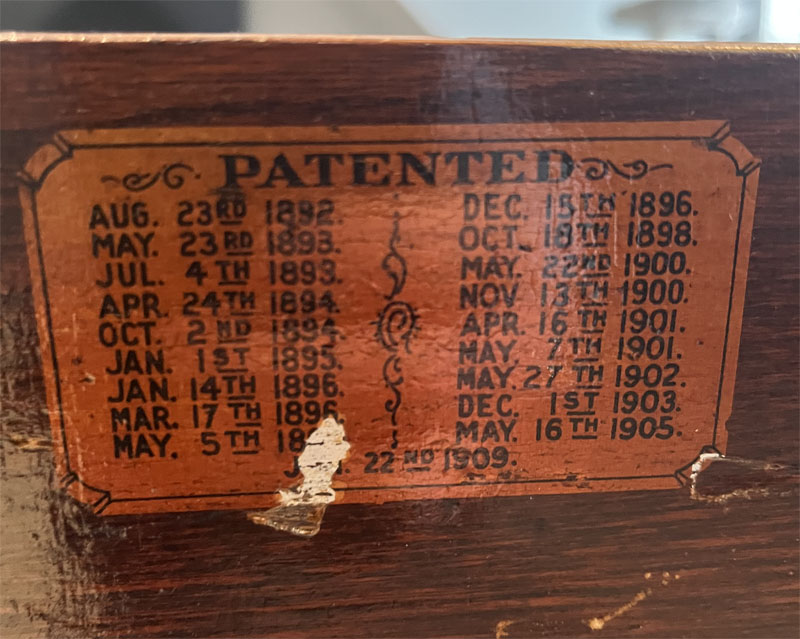 PATENTED
AUG. 23RD 1892.
MAY. 23RD 1893.
JUL. 4TH 1893.
APR. 24TH 1894.
OCT. 2ND 1894.
JAN. 1ST 1895.
JAN. 14TH 1896.
MAR. 17TH 1896.
MAY. 5TH
DEC. 15TH 1896.
OCT. 18TH 1898.
MAY. 22ND 1900.
NOV. 13TH 1900.
APR. 16TH 1901.
MAY. 7TH 1901.
MAY. 27TH 1902.
DEC. 1ST 1903.
MAY. 16TH 1905.
22ND 1909.